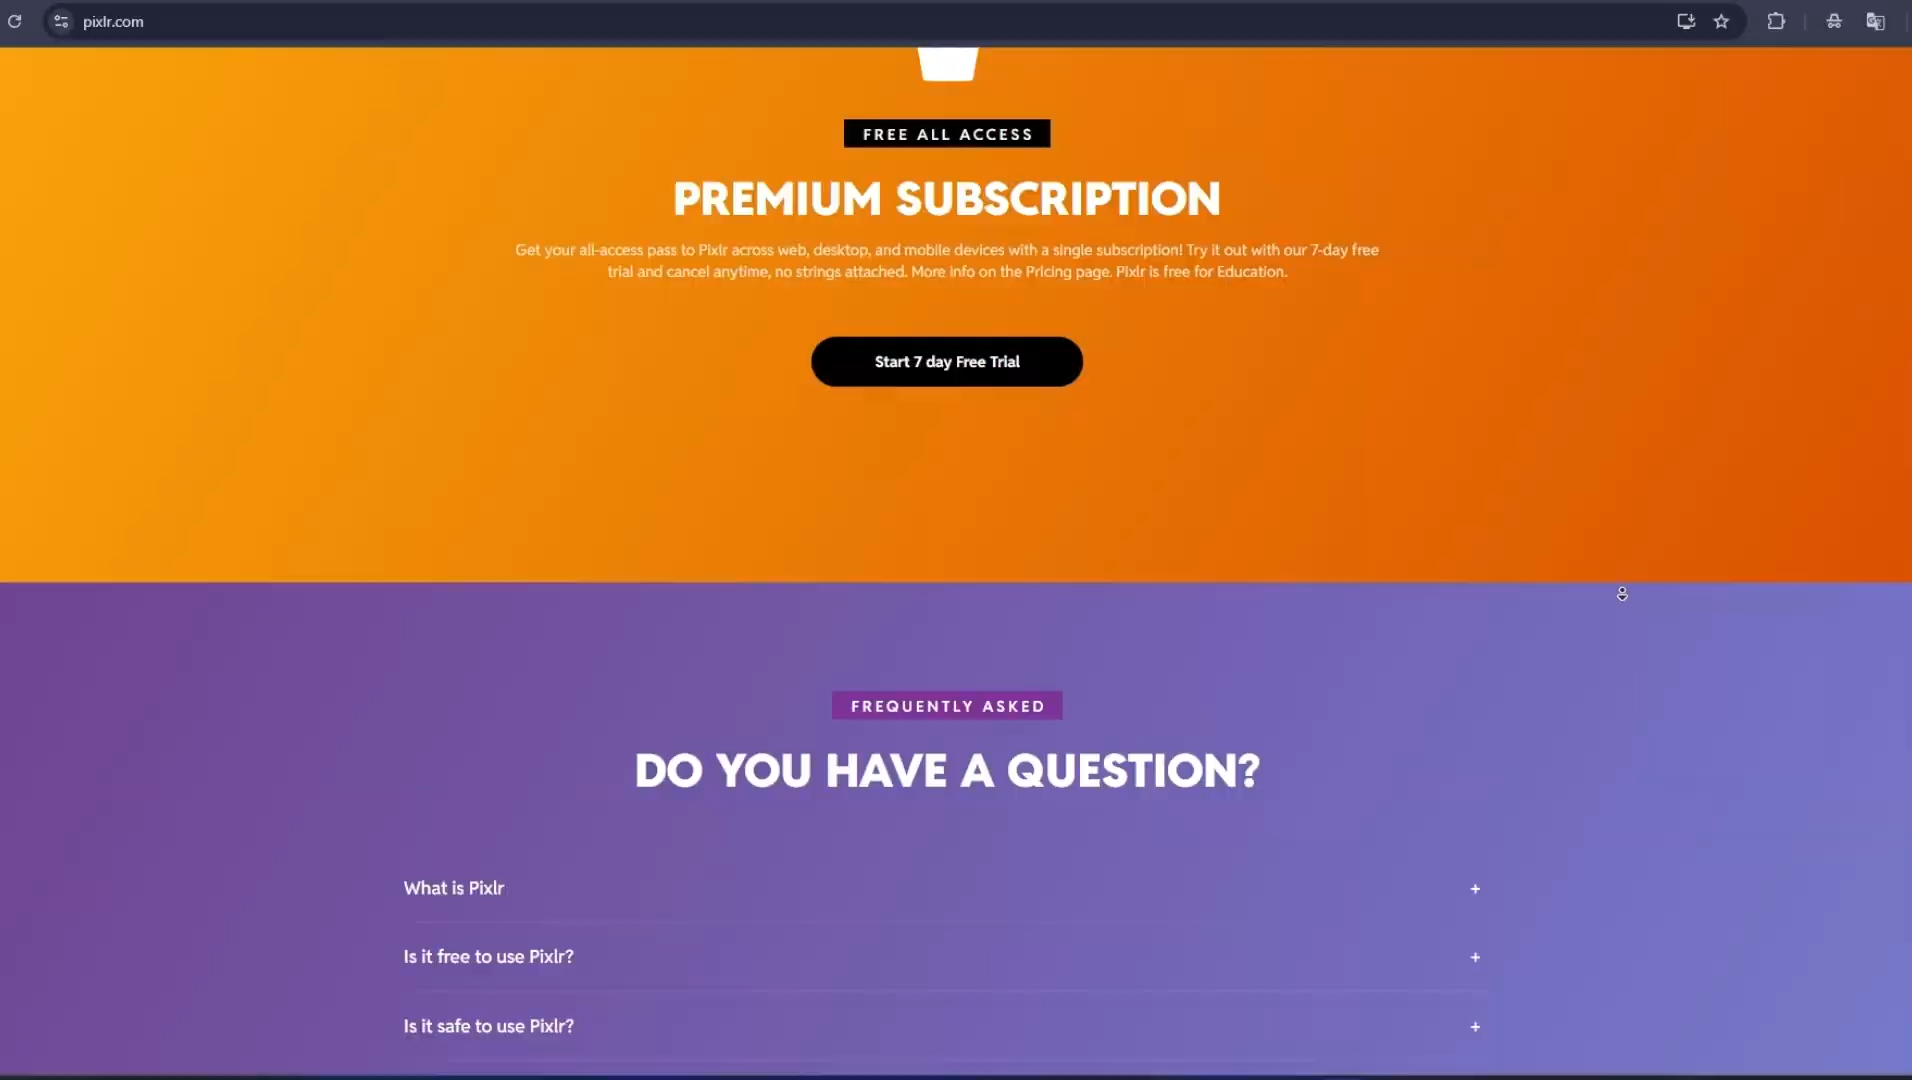 pixlr.com
FREE ALL ACCESS
PREMIUM SUBSCRIPTION
Get your all-access pass to Pixlr across web, desktop, and mobile devices with a single subscription! Try it out with our 7-day free
trial and cancel anytime, no strings attached. More info on the Pricing page. Pixlr is free for Education.
Start 7 day Free Trial
FREQUENTLY ASKED
DO YOU HAVE A QUESTION?
What is Pixlr +
Is it free to use Pixlr? +
Is it safe to use Pixlr? +